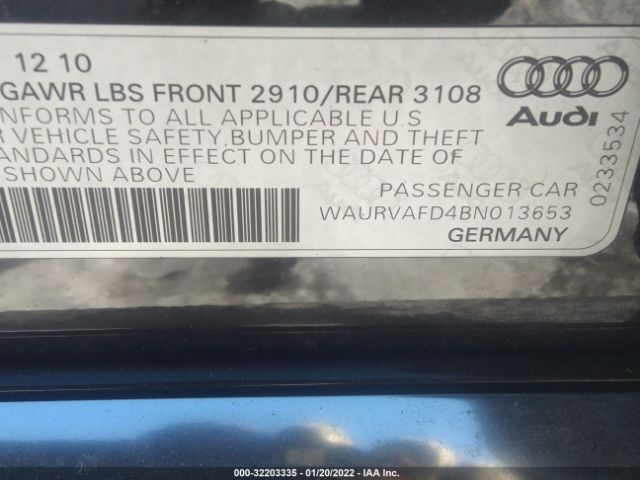 12 10
GAWR LBS FRONT 2910/REAR 3108
NFORMS TO ALL APPLICABLE U.S
R VEHICLE SAFETY,BUMPER AND THEFT
TANDARDS IN EFFECT ON THE DATE OF
SHOWN ABOVE
PASSENGER CAR
WAURVAFD4BN013653
GERMANY
Audi
0233534
000-32203335 - 01/20/2022 - IAA Inc.